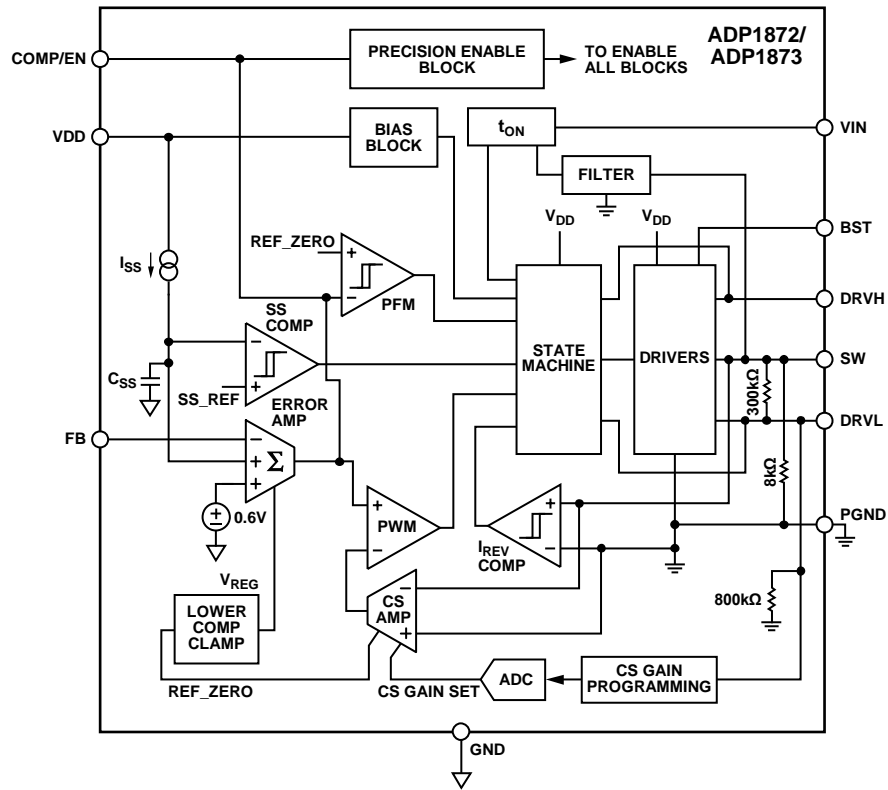 ADP1872/
ADP1873
COMP/EN
PRECISION ENABLE
BLOCK
TO ENABLE
ALL BLOCKS
VDD
BIAS
BLOCK
tON
VIN
FILTER
BST
VDD
VDD
REF_ZERO
+
−
PFM
ISS
DRVH
SS
COMP
−
+
STATE
MACHINE
DRIVERS
SW
300kΩ
CSS
SS_REF
ERROR
AMP
DRVL
FB
−
+
+
Σ
8kΩ
0.6V
+
−
PWM
+
−
IREV
COMP
PGND
VREG
LOWER
COMP
CLAMP
CS
AMP
−
+
800kΩ
REF_ZERO
CS GAIN SET
ADC
CS GAIN
PROGRAMMING
GND